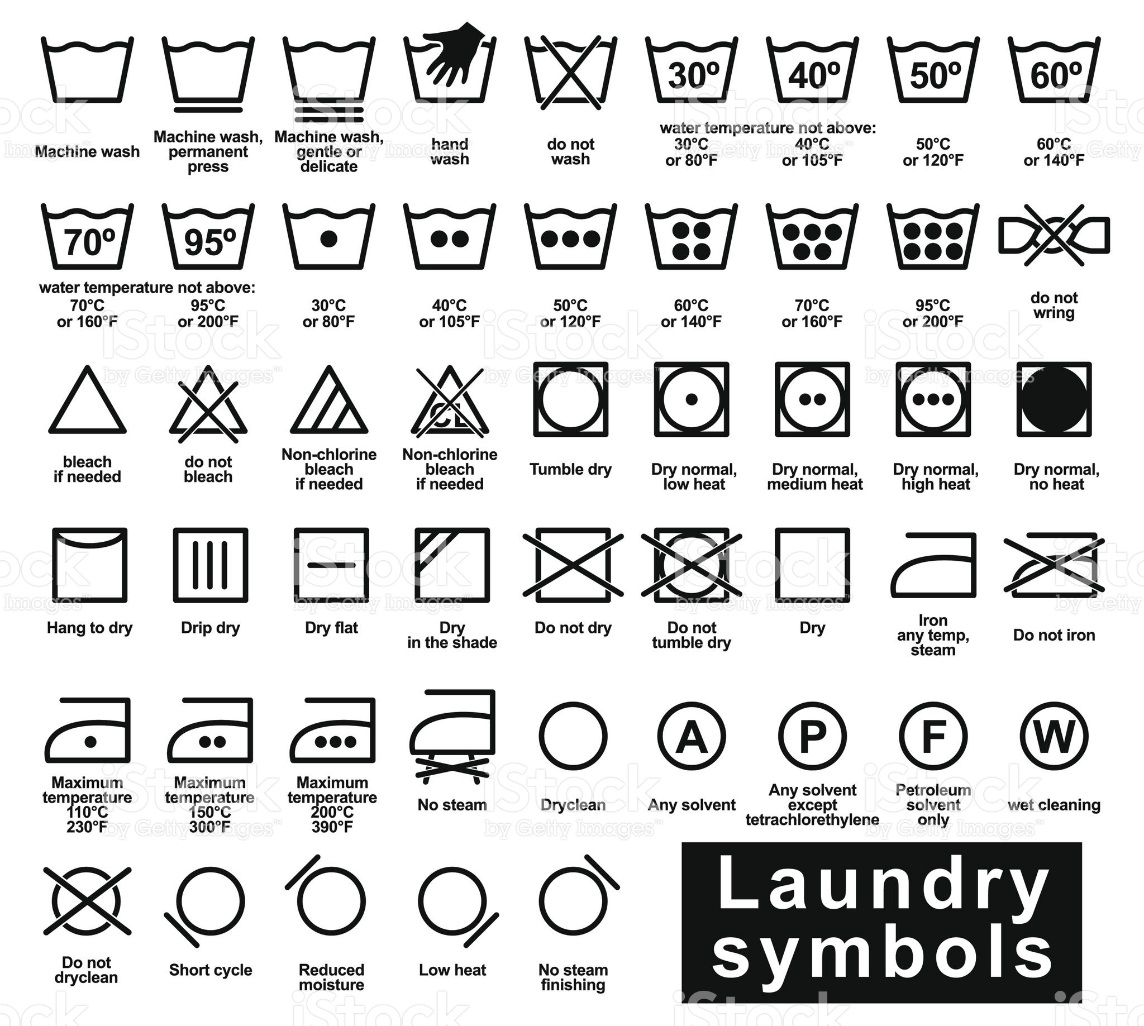 30º
40º
50º
60º
Machine wash
Machine wash,
permanent
press
Machine wash,
gentle or
delicate
hand
wash
do not
wash
water temperature not above:
30°C
or 80°F
40°C
or 105°F
50°C
or 120°F
60°C
or 140°F
70º
95º
water temperature not above:
70°C
or 160°F
95°C
or 200°F
30°C
or 80°F
40°C
or 105°F
50°C
or 120°F
60°C
or 140°F
70°C
or 160°F
95°C
or 200°F
do not
wring
CL
bleach
if needed
do not
bleach
Non-chlorine
bleach
if needed
Non-chlorine
bleach
if needed
Tumble dry
Dry normal,
low heat
Dry normal,
medium heat
Dry normal,
high heat
Dry normal,
no heat
Hang to dry
Drip dry
Dry flat
Dry
in the shade
Do not dry
Do not
tumble dry
Dry
Iron
any temp,
steam
Do not iron
A
P
F
W
Maximum
temperature
110°C
230°F
Maximum
temperature
150°C
300°F
Maximum
temperature
200°C
390°F
No steam
Dryclean
Any solvent
Any solvent
except
tetrachlorethylene
Petroleum
solvent
only
wet cleaning
Do not
dryclean
Short cycle
Reduced
moisture
Low heat
No steam
finishing
Laundry
symbols
iStock
by Getty Images™